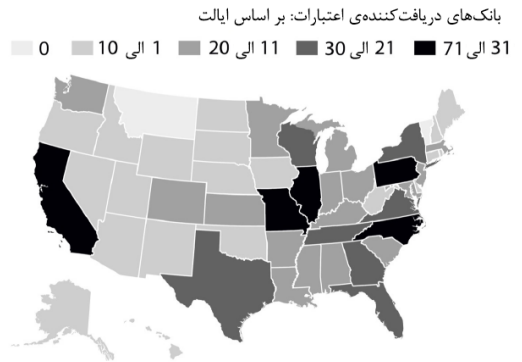 بانک‌های دریافت‌کننده‌ی اعتبارات: بر اساس ایالت
0 1 الی 10 11 الی 20 21 الی 30 31 الی 71